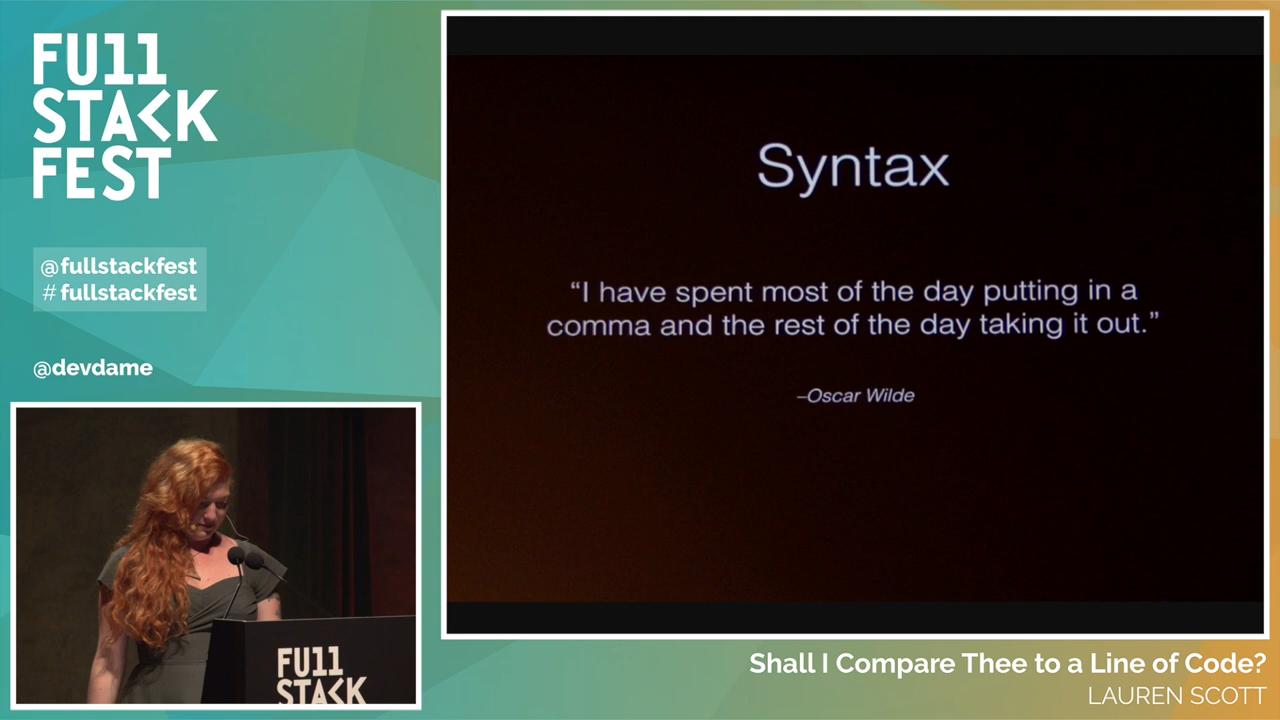 FU11
STACK
FEST
@fullstackfest
# fullstackfest
@devdame
Syntax
“I have spent most of the day putting in a
comma and the rest of the day taking it out.”
–Oscar Wilde
FU11
STACK
Shall I Compare Thee to a Line of Code?
LAUREN SCOTT